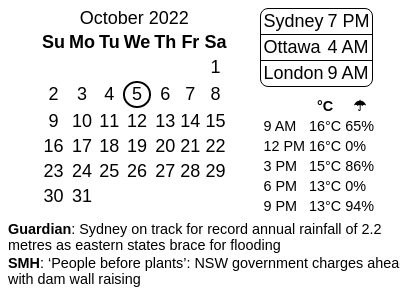 October 2022
Su Mo Tu We Th Fr Sa
1
2 3 4 5 6 7 8
9 10 11 12 13 14 15
16 17 18 19 20 21 22
23 24 25 26 27 28 29
30 31
Sydney 7 PM
Ottawa 4 AM
London 9 AM
°C ☂
9 AM 16°C 65%
12 PM 16°C 0%
3 PM 15°C 86%
6 PM 13°C 0%
9 PM 13°C 94%
Guardian: Sydney on track for record annual rainfall of 2.2
metres as eastern states brace for flooding
SMH: ‘People before plants’: NSW government charges ahea
with dam wall raising